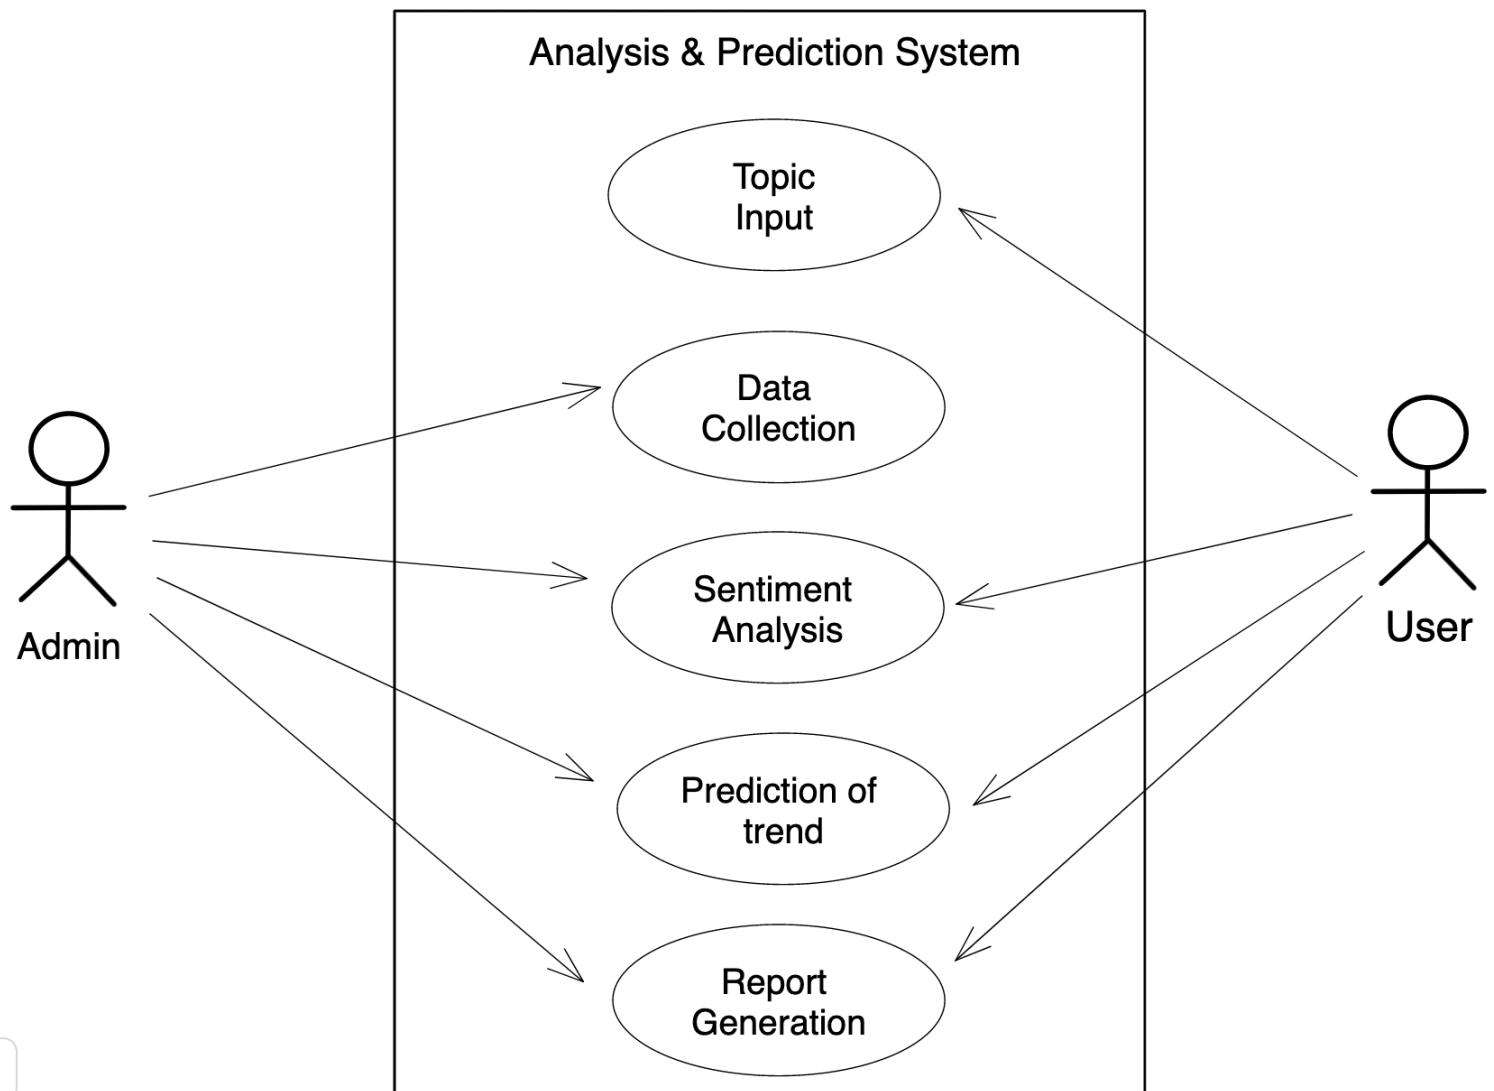 Analysis & Prediction System
Topic
Input
Data
Collection
Sentiment
Analysis
Admin
User
Prediction of
trend
Report
Generation